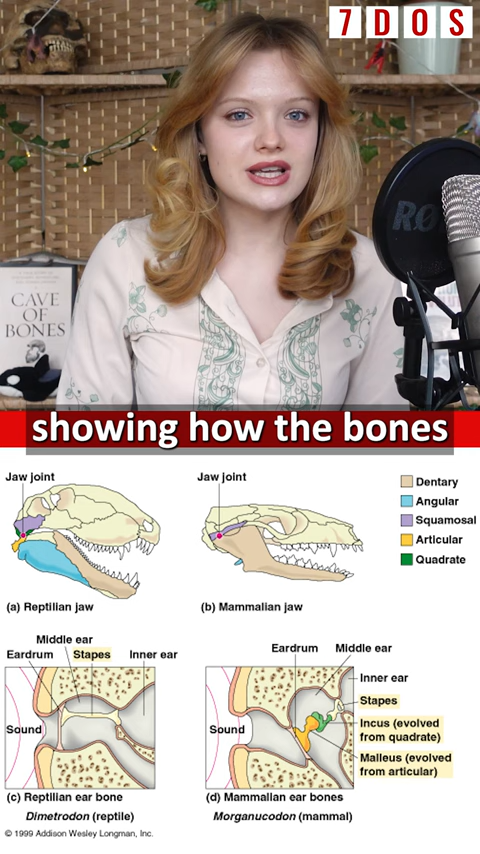 7 DOS
CAVE
OF
BONES
RØ
showing how the bones
Jaw joint
Jaw joint
Dentary
Angular
Squamosal
Articular
Quadrate
(a) Reptilian jaw
(b) Mammalian jaw
Middle ear
Eardrum
Stapes
Inner ear
Eardrum
Middle ear
Inner ear
Stapes
Incus (evolved
from quadrate)
Malleus (evolved
from articular)
Sound
Sound
(c) Reptilian ear bone
(d) Mammalian ear bones
Dimetrodon (reptile)
Morganucodon (mammal)
© 1999 Addison Wesley Longman, Inc.